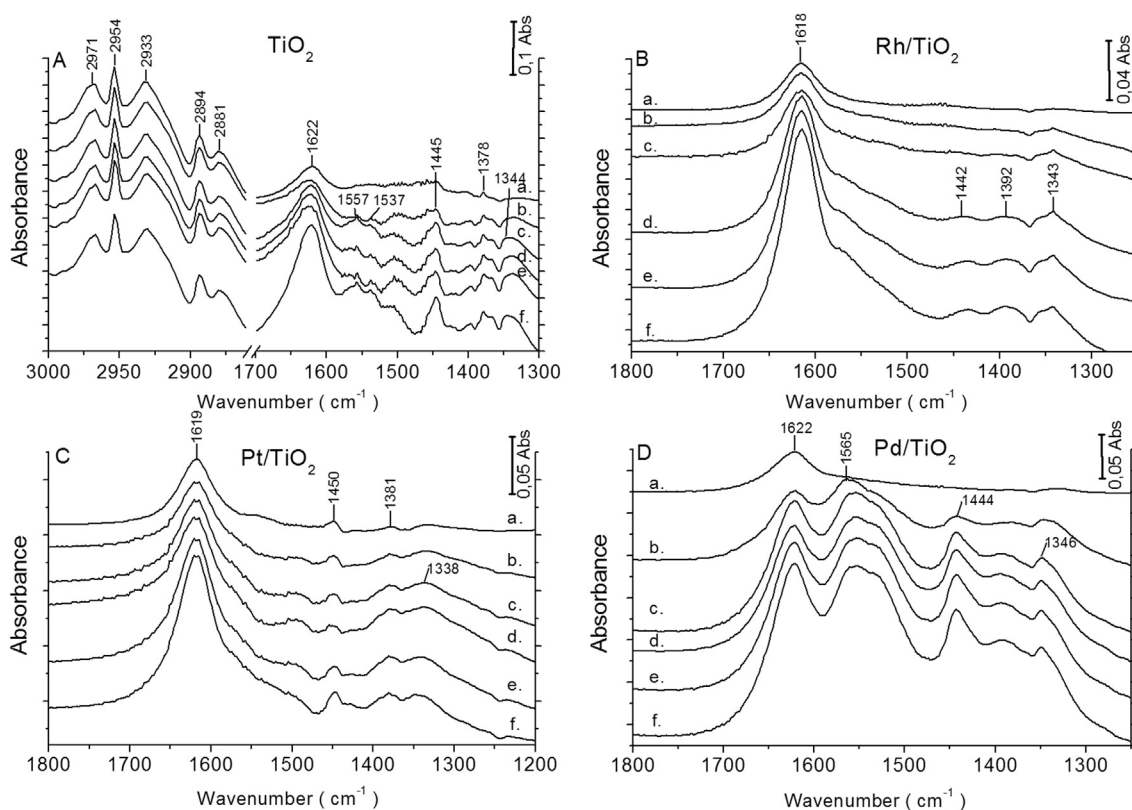 A
TiO2
0,1 Abs
2971
2954
2933
2894
2881
1622
1557
1537
1445
1378
1344
a.
b.
c.
d.
e.
f.
Absorbance
3000 2950 2900 1700 1600 1500 1400 1300
Wavenumber ( cm-1 )
B
Rh/TiO2
0,04 Abs
1618
1442
1392
1343
a.
b.
c.
d.
e.
f.
Absorbance
1800 1700 1600 1500 1400 1300
Wavenumber ( cm-1 )
C
Pt/TiO2
0,05 Abs
1619
1450
1381
1338
a.
b.
c.
d.
e.
f.
Absorbance
1800 1700 1600 1500 1400 1300 1200
Wavenumber ( cm-1 )
D
Pd/TiO2
0,05 Abs
1622
1565
1444
1346
a.
b.
c.
d.
e.
f.
Absorbance
1800 1700 1600 1500 1400 1300
Wavenumber ( cm-1 )